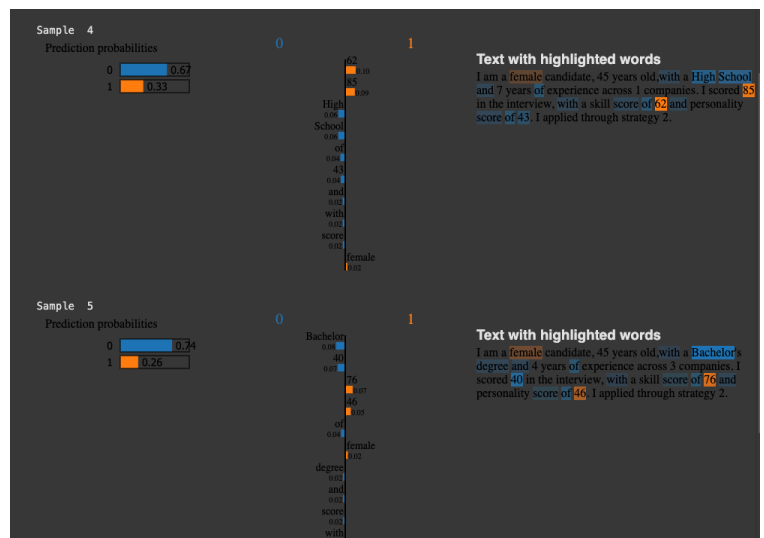 Sample 4
Prediction probabilities
0 0.67
1 0.33
0 1
62
0.10
85
0.09
High
0.06
School
0.06
of
0.04
43
0.04
and
0.02
with
0.02
score
0.02
female
0.02
Text with highlighted words
I am a female candidate, 45 years old,with a High School
and 7 years of experience across 1 companies. I scored 85
in the interview, with a skill score of 62 and personality
score of 43. I applied through strategy 2.
Sample 5
Prediction probabilities
0 0.74
1 0.26
0 1
Bachelor
0.08
40
0.07
76
0.07
46
0.05
of
0.04
female
0.02
degree
0.02
and
0.02
score
0.02
with
Text with highlighted words
I am a female candidate, 45 years old,with a Bachelor's
degree and 4 years of experience across 3 companies. I
scored 40 in the interview, with a skill score of 76 and
personality score of 46. I applied through strategy 2.